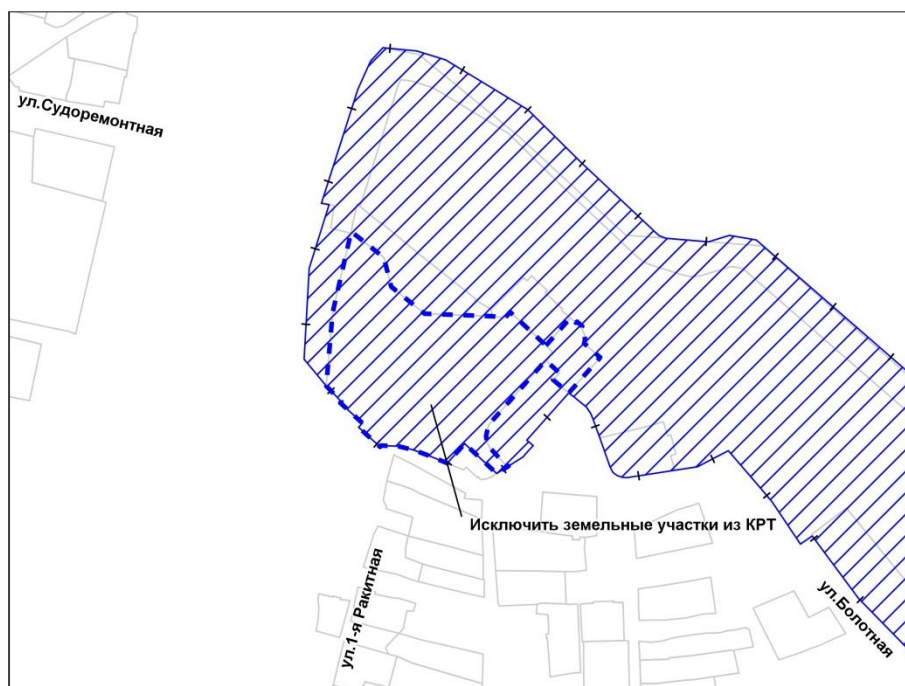 ул.Судоремонтная
Исключить земельные участки из КРТ
ул.1-я Ракитная
ул.Болотная